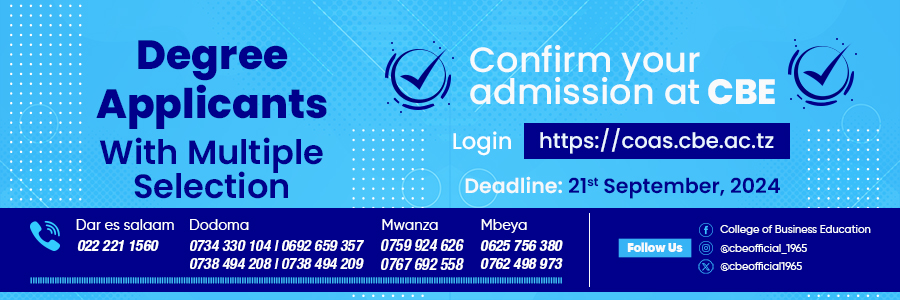 Degree
Applicants
With Multiple
Selection
Confirm your
admission at CBE
Login https://coas.cbe.ac.tz
Deadline: 21st September, 2024
Dar es salaam
022 221 1560
Dodoma
0734 330 104 | 0692 659 357
0738 494 208 | 0738 494 209
Mwanza
0759 924 626
0767 692 558
Mbeya
0625 756 380
0762 498 973
Follow Us
College of Business Education
@cbeofficial_1965
@cbeofficial1965